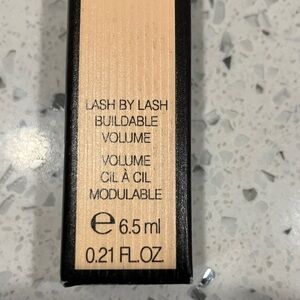 LASH BY LASH
BUILDABLE
VOLUME
VOLUME
CIL À CIL
MODULABLE
℮ 6.5 ml
0.21 FL.OZ.